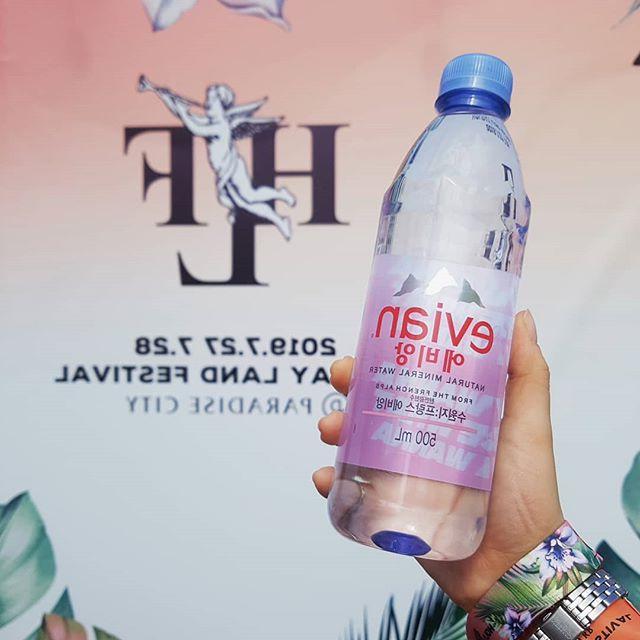 H F
L
2019.7.27 7.28
AY LAND FESTIVAL
@ PARADISE CITY
evian.
에비앙
NATURAL MINERAL WATER
FROM THE FRENCH ALPS
수원지:프랑스 에비앙
500 mL